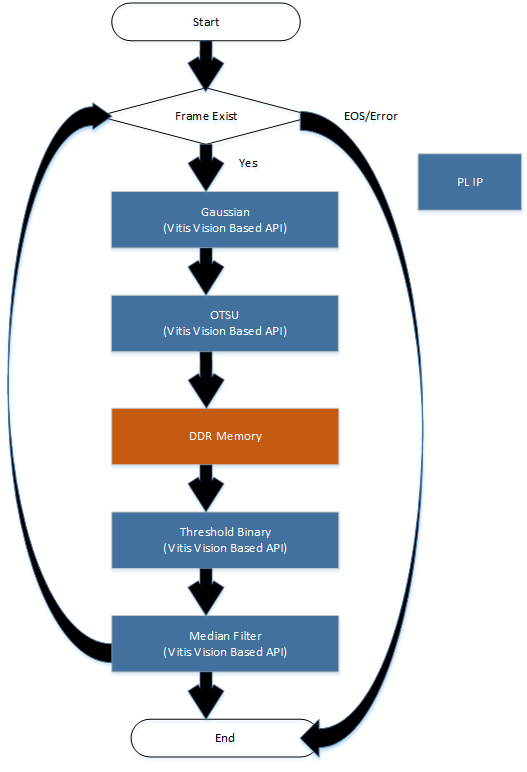 Start
Frame Exist
EOS/Error
Yes
PL IP
Gaussian
(Vitis Vision Based API)
OTSU
(Vitis Vision Based API)
DDR Memory
Threshold Binary
(Vitis Vision Based API)
Median Filter
(Vitis Vision Based API)
End